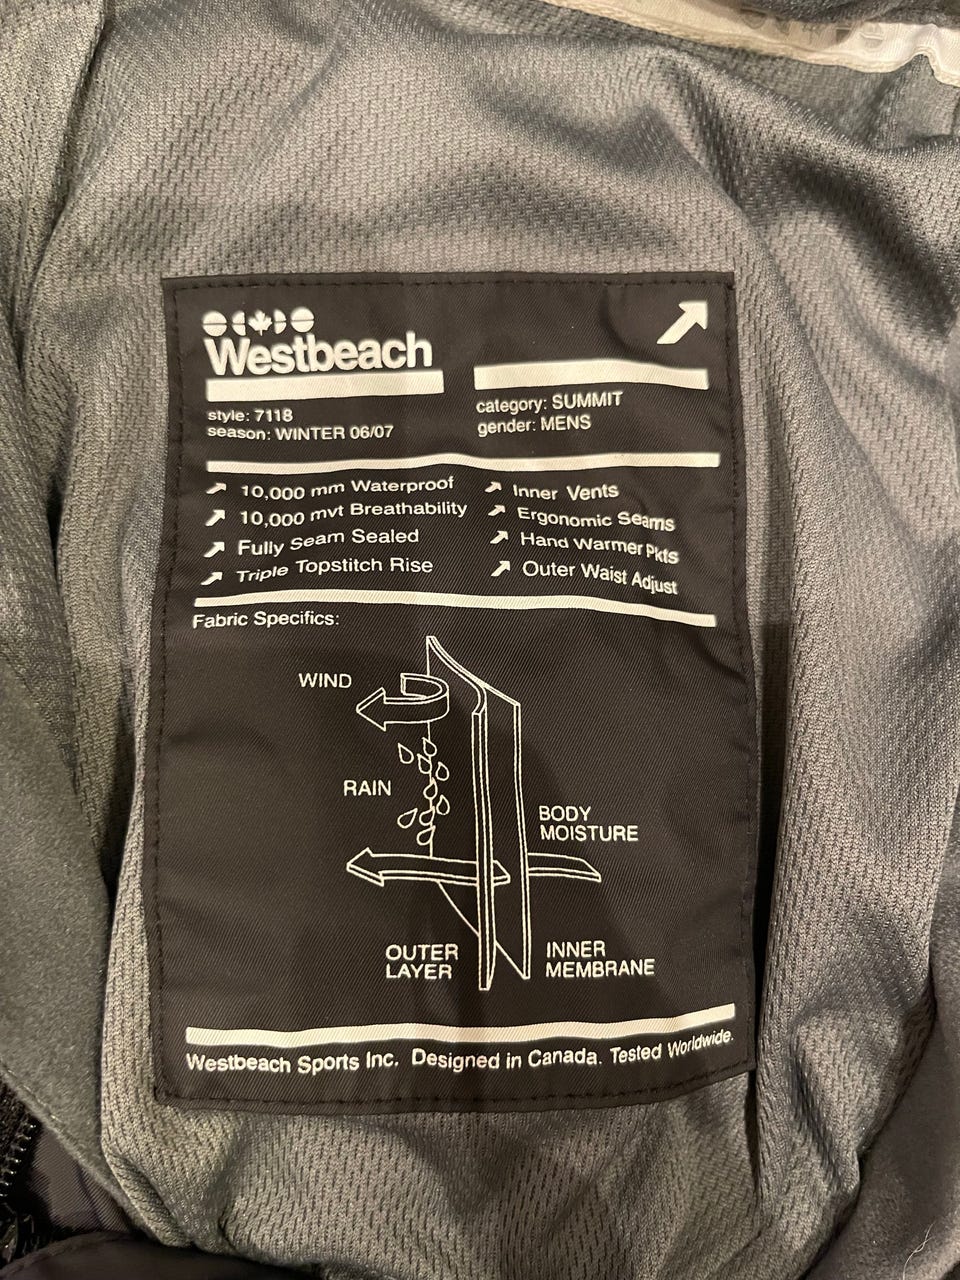 Westbeach
style: 7118
season: WINTER 06/07
category: SUMMIT
gender: MENS
10,000 mm Waterproof
10,000 mvt Breathability
Fully Seam Sealed
Triple Topstitch Rise
Inner Vents
Ergonomic Seams
Hand Warmer Pkts
Outer Waist Adjust
Fabric Specifics:
WIND
RAIN
BODY
MOISTURE
OUTER
LAYER
INNER
MEMBRANE
Westbeach Sports Inc. Designed in Canada. Tested Worldwide.